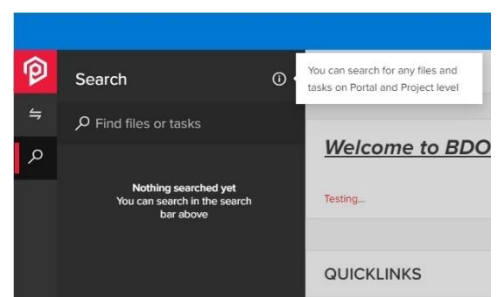 Search
You can search for any files and
tasks on Portal and Project level
Find files or tasks
Nothing searched yet
You can search in the search
bar above
Welcome to BDO
Testing...
QUICKLINKS